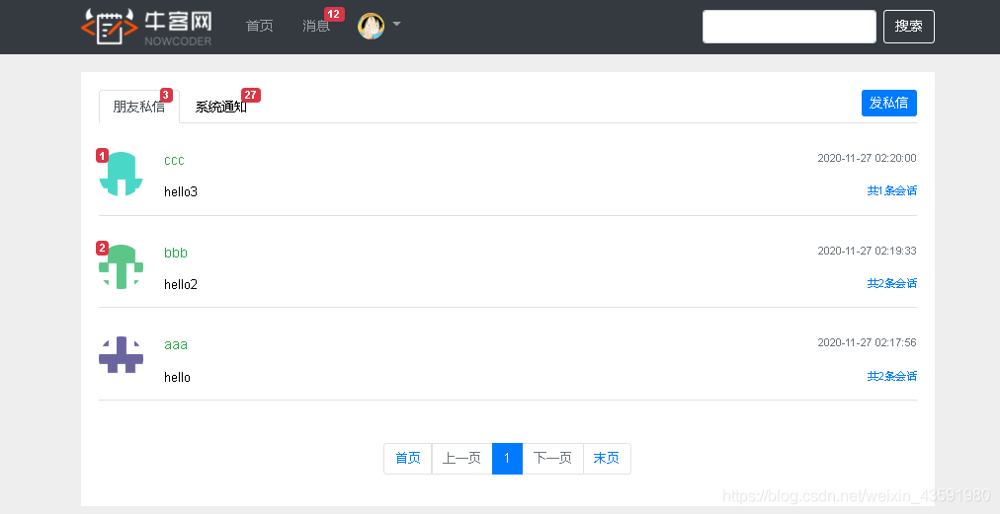 牛客网 NOWCODER 首页 消息 12 搜索
朋友私信 3 系统通知 27 发私信
1 ccc 2020-11-27 02:20:00
hello3 共1条会话
2 bbb 2020-11-27 02:19:33
hello2 共2条会话
aaa 2020-11-27 02:17:56
hello 共2条会话
首页 上一页 1 下一页 末页
https://blog.csdn.net/weixin_43591980